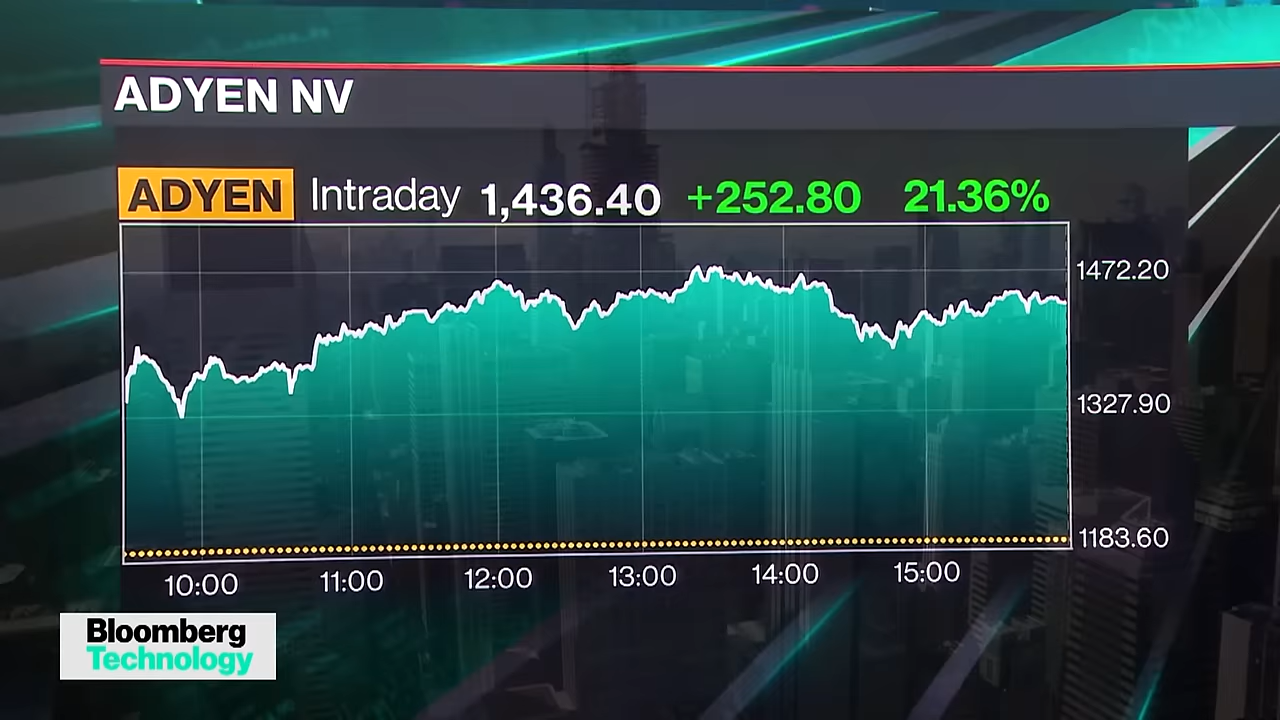 ADYEN NV
ADYEN Intraday 1,436.40 +252.80 21.36%
1472.20
1327.90
1183.60
10:00 11:00 12:00 13:00 14:00 15:00
Bloomberg
Technology